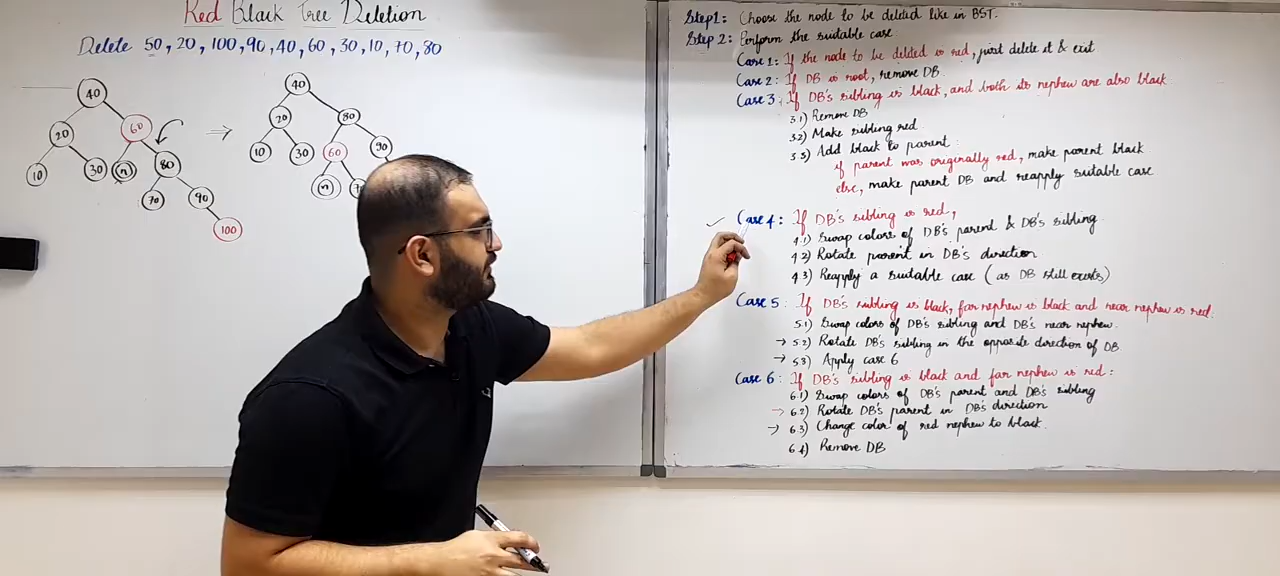 Red Black Tree Deletion
Delete 50, 20, 100, 90, 40, 60, 30, 10, 70, 80
40
20
60
10
30
n
80
70
90
100
40
20
80
10
30
60
90
n
Step1: Choose the node to be deleted like in BST.
Step 2: Perform the suitable case.
Case 1: If the node to be deleted is red, just delete it & exit
Case 2: If DB is root, remove DB.
Case 3: If DB's sibling is black, and both its nephew are also black
3.1) Remove DB
3.2) Make sibling red.
3.3) Add black to parent:
if parent was originally red, make parent black.
else, make parent DB and reapply suitable case
Case 4: If DB's sibling is red,
4.1) Swap colors of DB's parent & DB's sibling
4.2) Rotate parent in DB's direction
4.3) Reapply a suitable case (as DB still exists)
Case 5: If DB's sibling is black, far nephew is black and near nephew is red.
5.1) Swap colors of DB's sibling and DB's near nephew.
→ 5.2) Rotate DB's sibling in the opposite direction of DB.
→ 5.3) Apply case 6
Case 6: If DB's sibling is black and far nephew is red:
6.1) Swap colors of DB's parent and DB's sibling
→ 6.2) Rotate DB's parent in DB's direction
→ 6.3) Change color of red nephew to black.
6.4) Remove DB